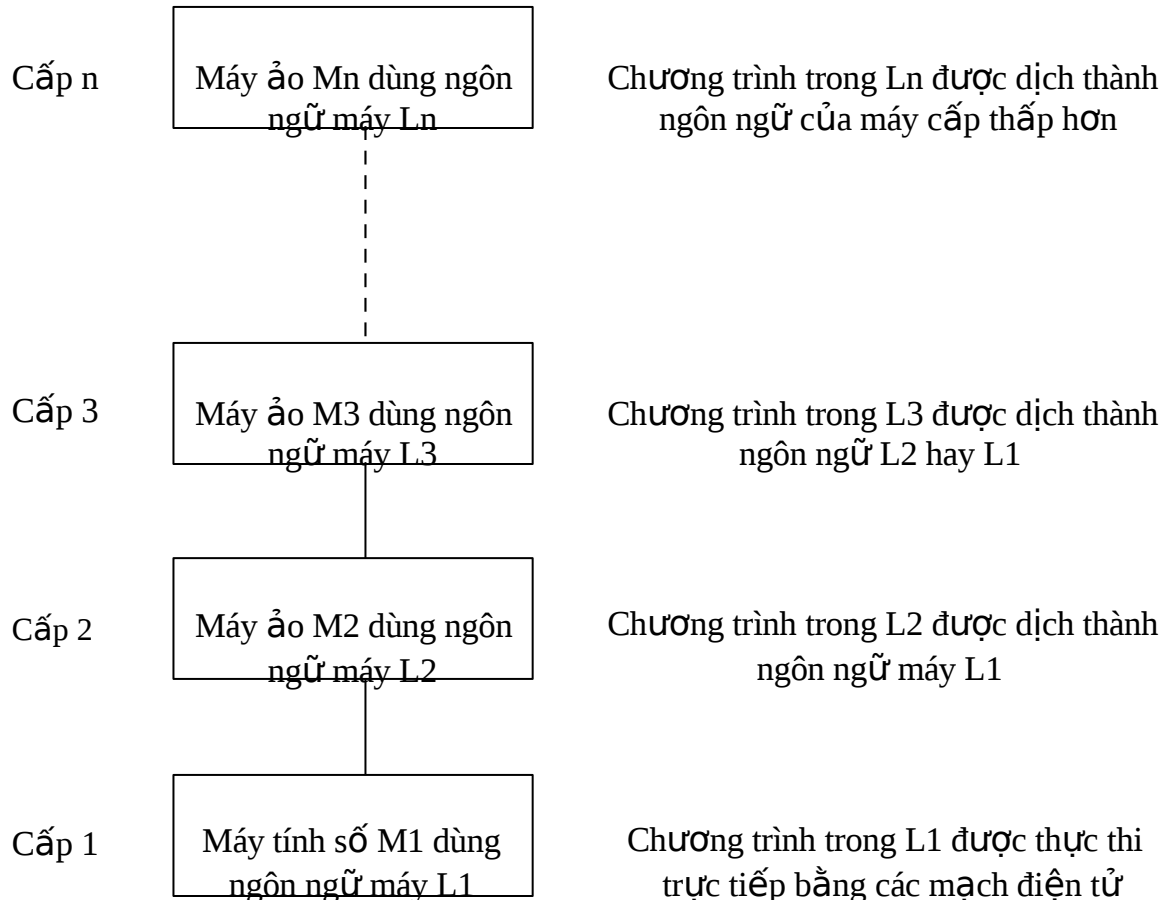 Cấp n
Máy ảo Mn dùng ngôn
ngữ máy Ln
Chương trình trong Ln được dịch thành
ngôn ngữ của máy cấp thấp hơn
Cấp 3
Máy ảo M3 dùng ngôn
ngữ máy L3
Chương trình trong L3 được dịch thành
ngôn ngữ L2 hay L1
Cấp 2
Máy ảo M2 dùng ngôn
ngữ máy L2
Chương trình trong L2 được dịch thành
ngôn ngữ máy L1
Cấp 1
Máy tính số M1 dùng
ngôn ngữ máy L1
Chương trình trong L1 được thực thi
trực tiếp bằng các mạch điện tử